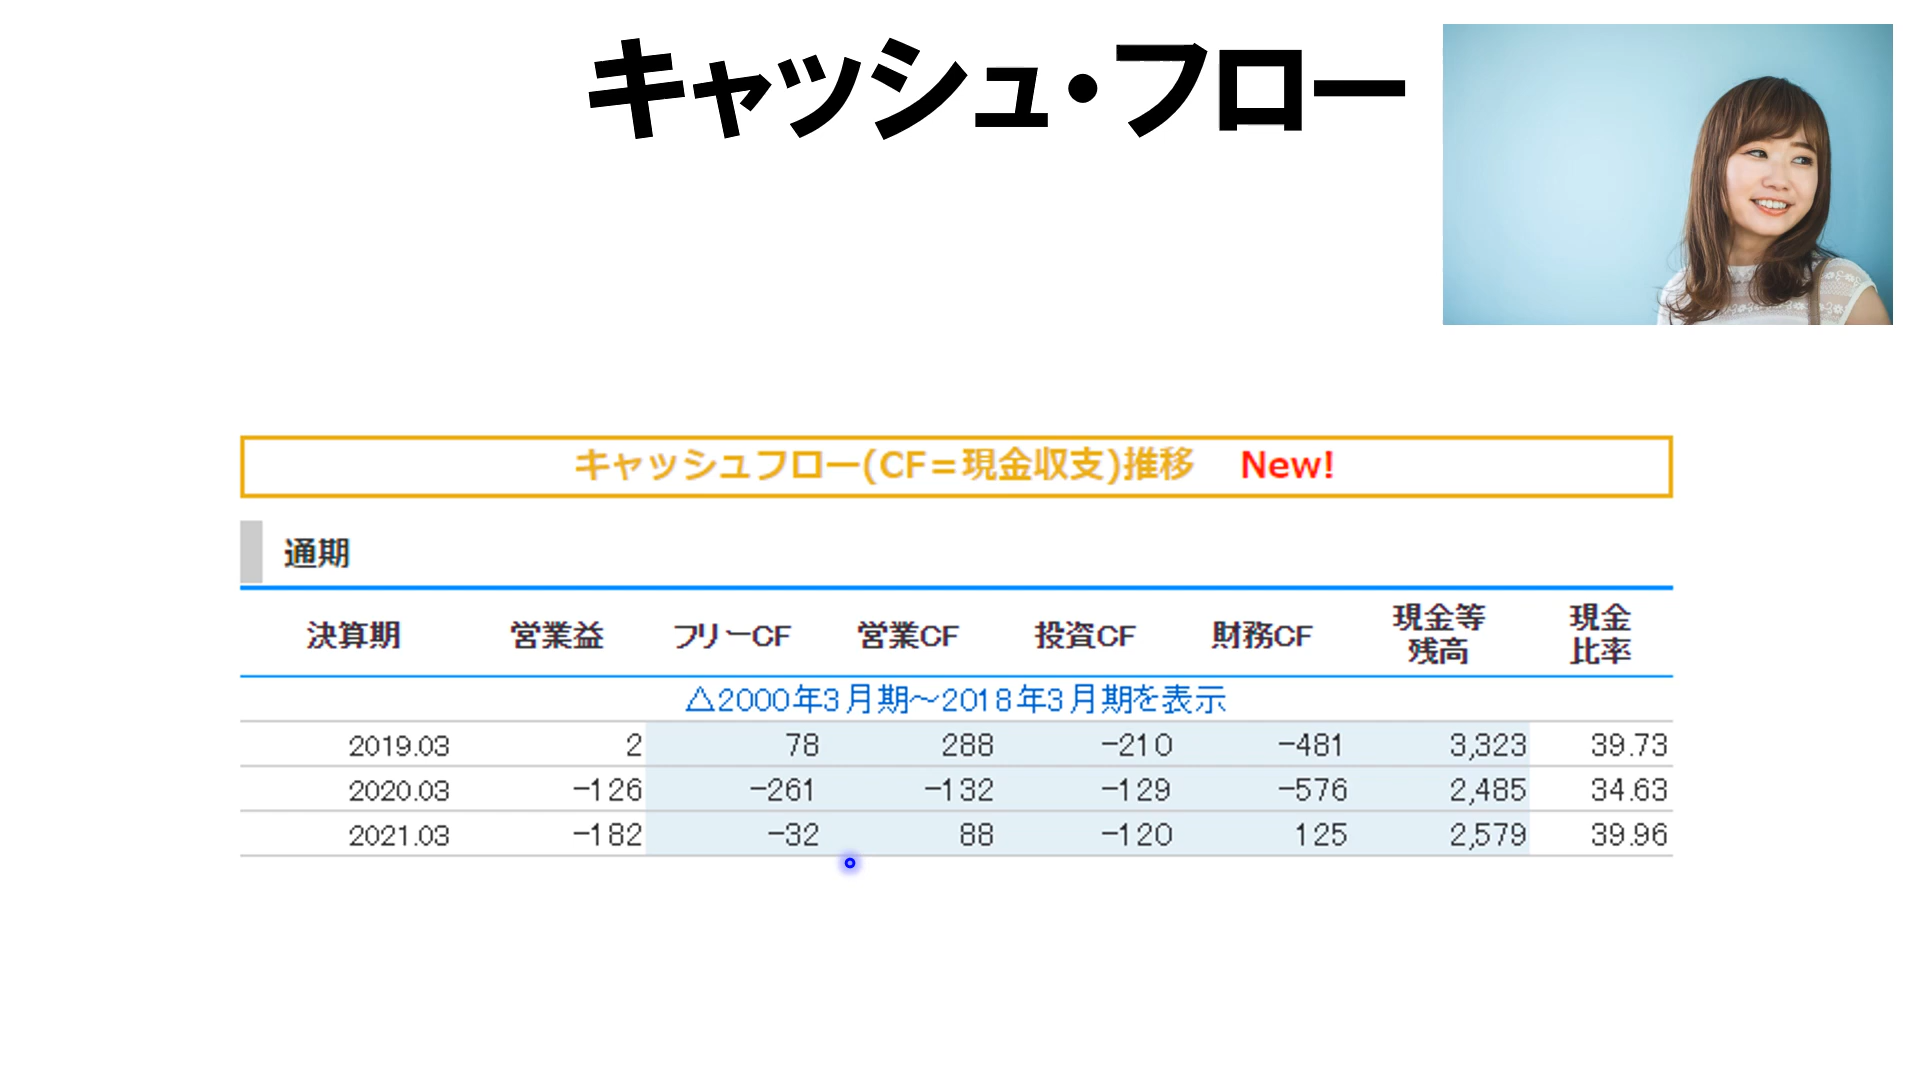 キャッシュ・フロー
キャッシュフロー(CF=現金収支)推移 New!
通期
決算期 営業益 フリーCF 営業CF 投資CF 財務CF 現金等残高 現金比率
△2000年3月期～2018年3月期を表示
2019.03 2 78 288 -210 -481 3,323 39.73
2020.03 -126 -261 -132 -129 -576 2,485 34.63
2021.03 -182 -32 88 -120 125 2,579 39.96